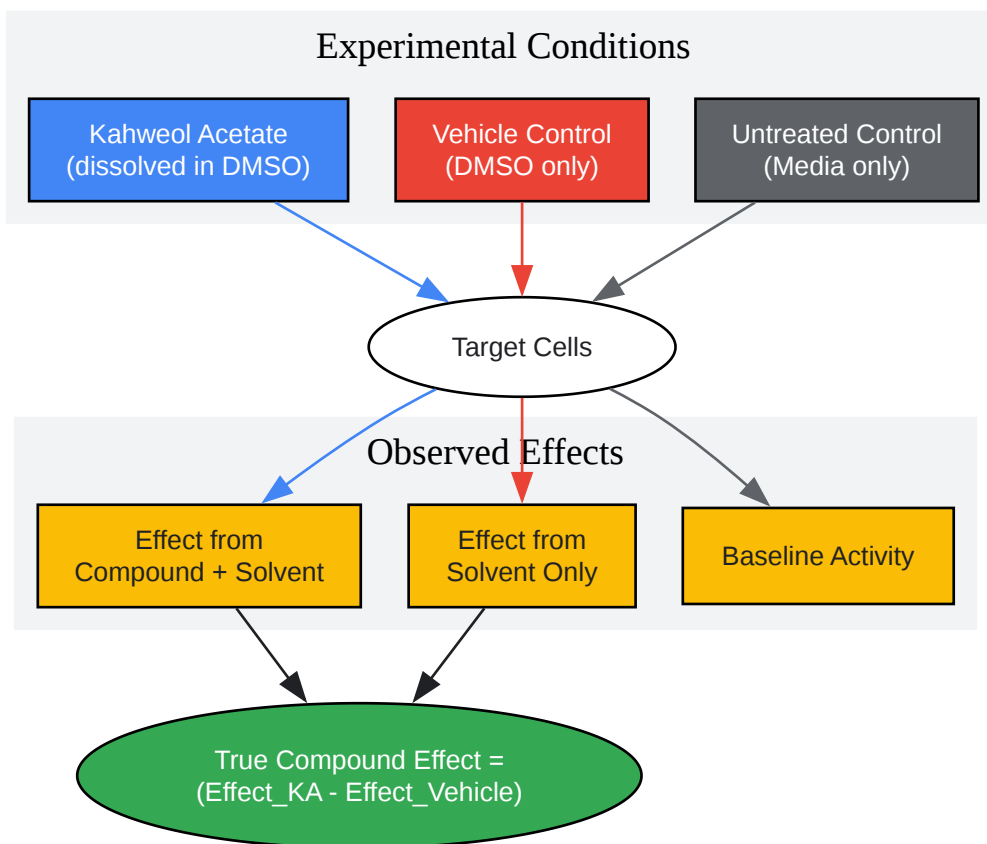 Experimental Conditions
Kahweol Acetate
(dissolved in DMSO)
Vehicle Control
(DMSO only)
Untreated Control
(Media only)
Target Cells
Observed Effects
Effect from
Compound + Solvent
Effect from
Solvent Only
Baseline Activity
True Compound Effect =
(Effect_KA - Effect_Vehicle)